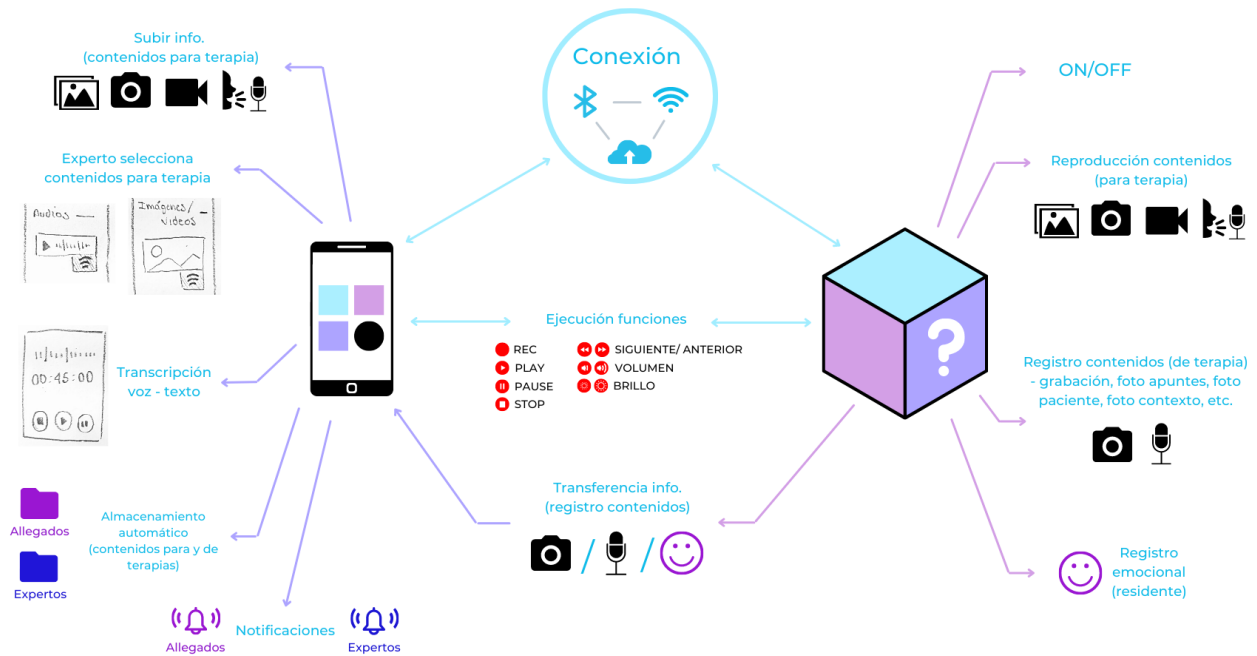 Conexión
Subir info.
(contenidos para terapia)
Experto selecciona
contenidos para terapia
Audios
Imágenes/
videos
00:45:00
Transcripción
voz - texto
Allegados
Expertos
Almacenamiento
automático
(contenidos para y de
terapias)
Notificaciones
Allegados
Expertos
Ejecución funciones
REC
PLAY
PAUSE
STOP
SIGUIENTE/ ANTERIOR
VOLUMEN
BRILLO
Transferencia info.
(registro contenidos)
?
ON/OFF
Reproducción contenidos
(para terapia)
Registro contenidos (de terapia)
- grabación, foto apuntes, foto
paciente, foto contexto, etc.
Registro
emocional
(residente)